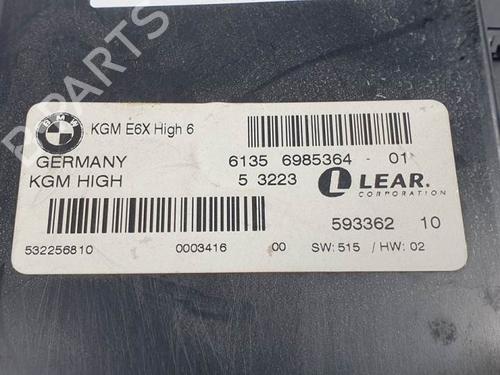 B PARTS
BMW
KGM E6X High 6
GERMANY 6135 6985364 - 01
KGM HIGH 5 3223 LEAR.
CORPORATION
593362 10
532256810 0003416 00 SW: 515 / HW: 02